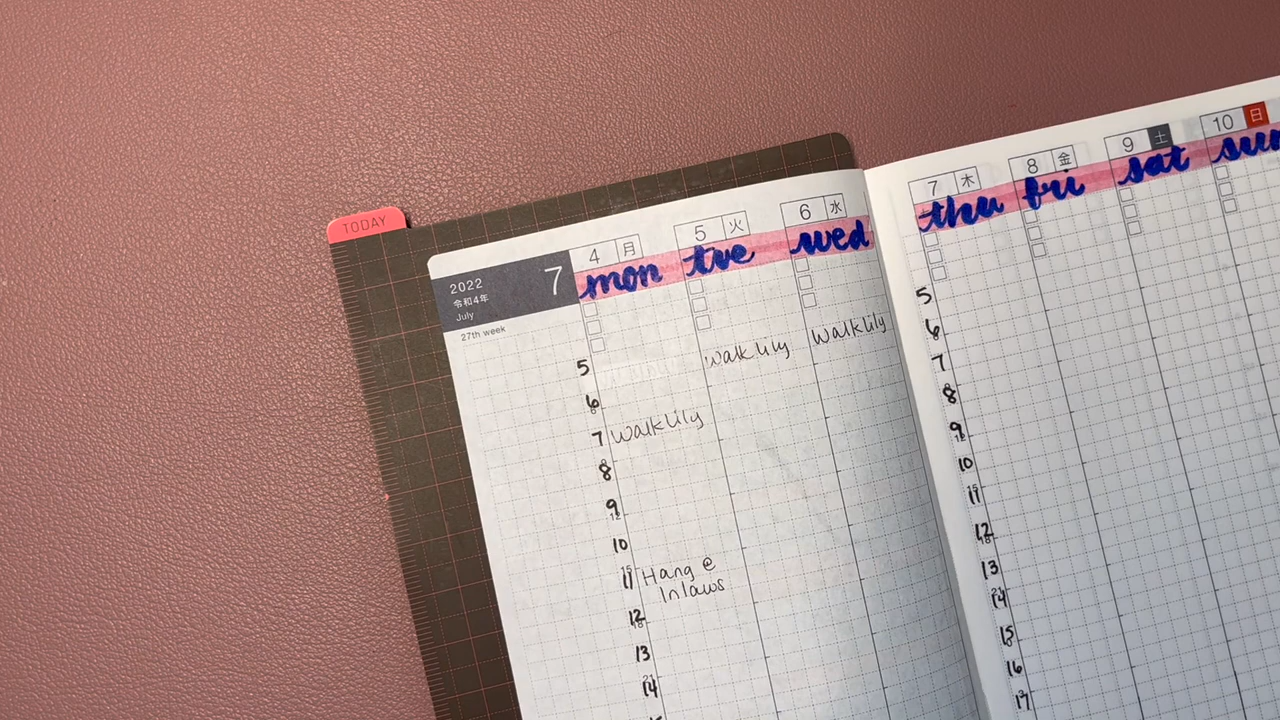 TODAY
2022
令和4年
July
7
27th week
4 月
5 火
6 水
7 木
8 金
9 土
10 日
mon
tue
wed
thu
fri
sat
sun
5
6
7
8
9
10
11
12
13
14
Walk Lily
Hang @
Inlaws
Walk Lily
Walk Lily
5
6
7
8
9
10
11
12
13
14
15
16
17